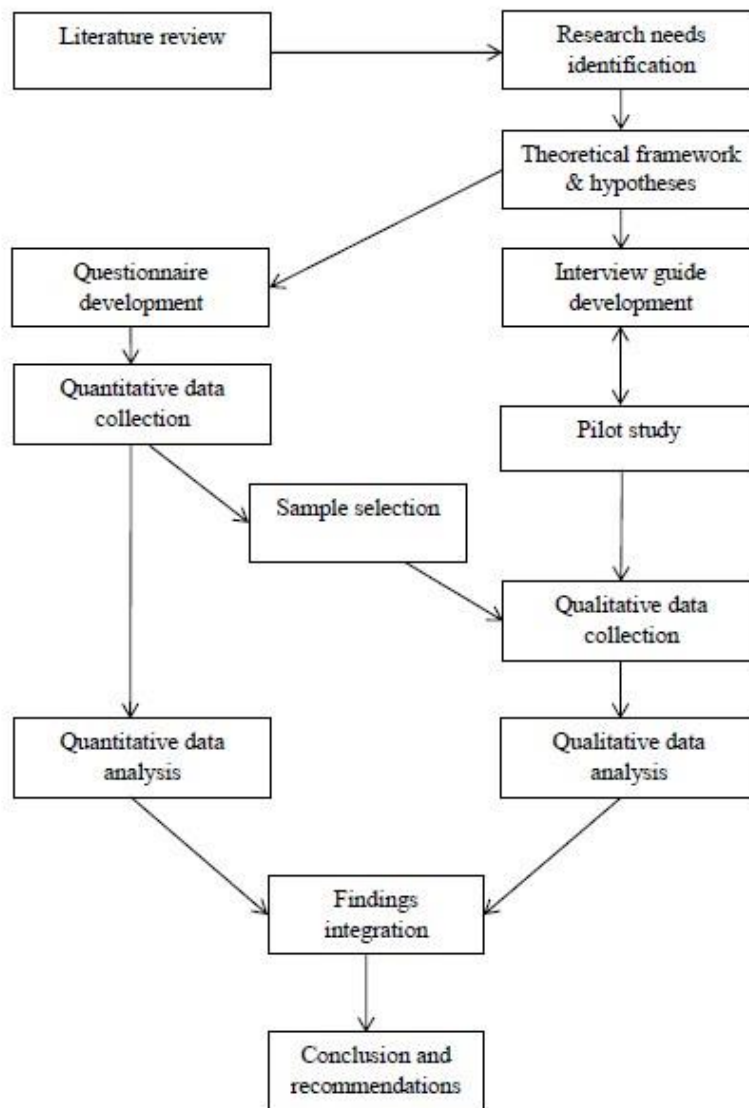 Literature review
Research needs
identification
Theoretical framework
& hypotheses
Questionnaire
development
Interview guide
development
Quantitative data
collection
Pilot study
Sample selection
Qualitative data
collection
Quantitative data
analysis
Qualitative data
analysis
Findings
integration
Conclusion and
recommendations